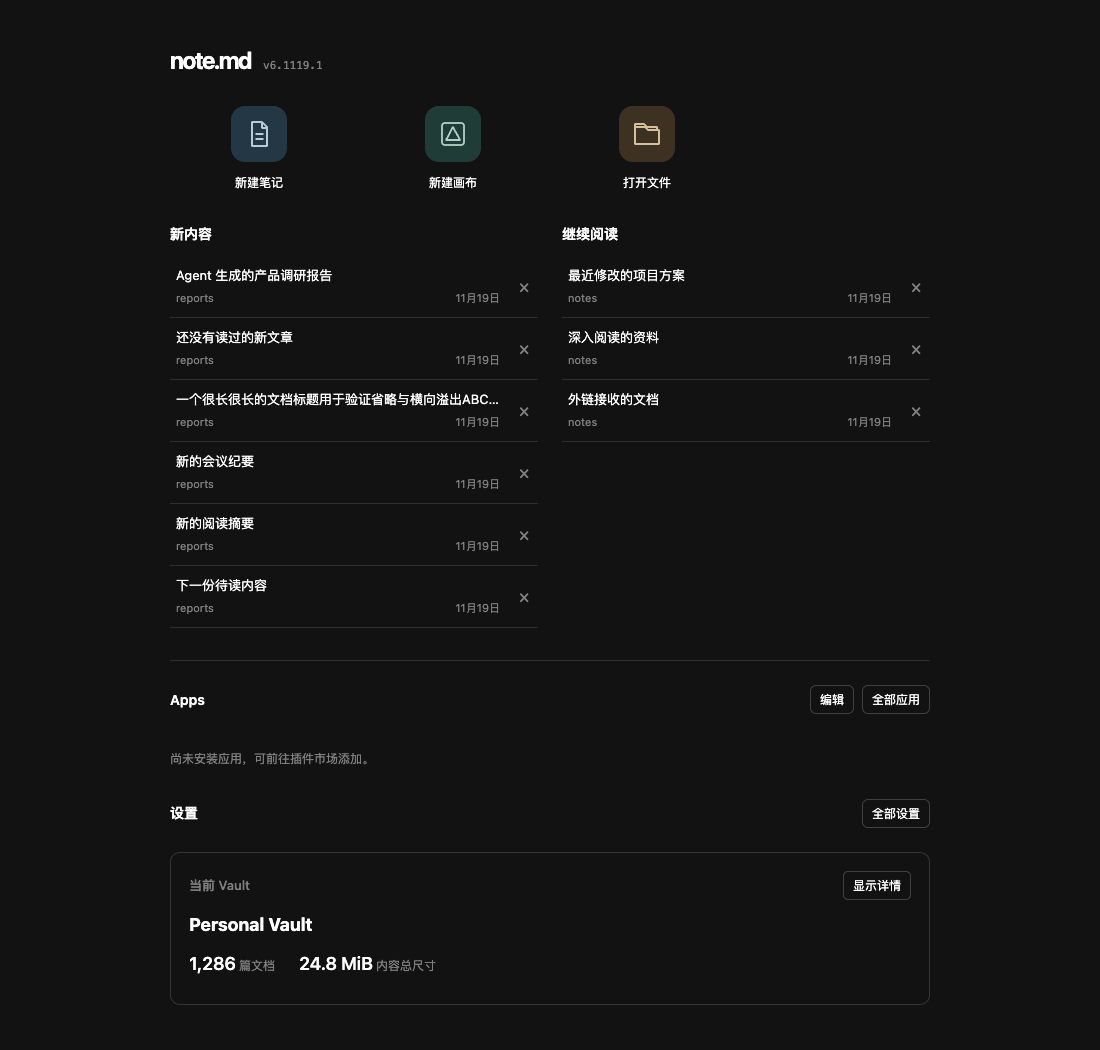 note.md v6.1119.1
新建笔记
新建画布
打开文件
新内容
Agent 生成的产品调研报告
reports 11月19日
还没有读过的新文章
reports 11月19日
一个很长很长的文档标题用于验证省略与横向溢出ABC...
reports 11月19日
新的会议纪要
reports 11月19日
新的阅读摘要
reports 11月19日
下一份待读内容
reports 11月19日
继续阅读
最近修改的项目方案
notes 11月19日
深入阅读的资料
notes 11月19日
外链接收的文档
notes 11月19日
Apps 编辑 全部应用
尚未安装应用，可前往插件市场添加。
设置 全部设置
当前 Vault 显示详情
Personal Vault
1,286 篇文档 24.8 MiB 内容总尺寸